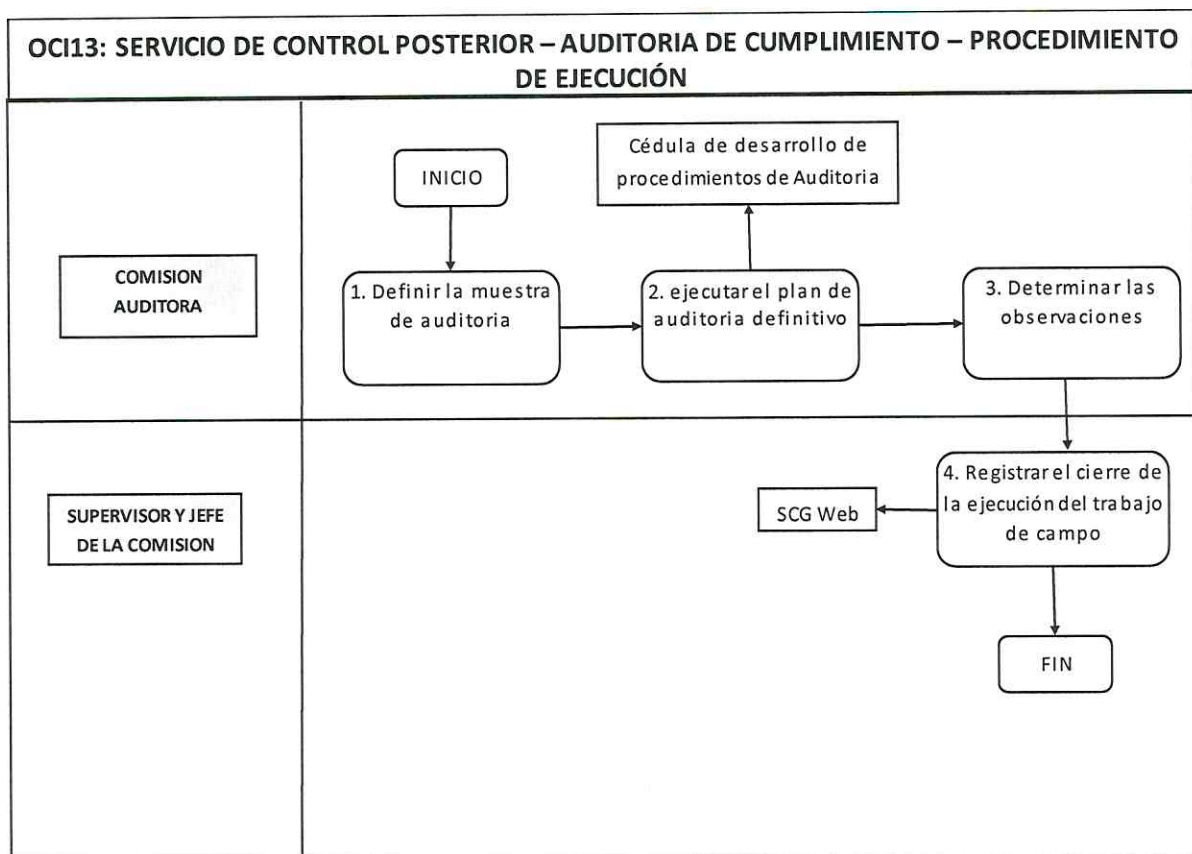 OCI13: SERVICIO DE CONTROL POSTERIOR – AUDITORIA DE CUMPLIMIENTO – PROCEDIMIENTO
DE EJECUCIÓN
COMISION
AUDITORA
INICIO
Cédula de desarrollo de
procedimientos de Auditoria
1. Definir la muestra
de auditoria
2. ejecutar el plan de
auditoria definitivo
3. Determinar las
observaciones
SUPERVISOR Y JEFE
DE LA COMISION
4. Registrar el cierre de
la ejecución del trabajo
de campo
SCG Web
FIN